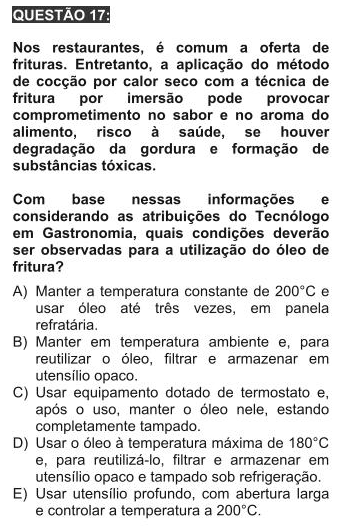 QUESTÃO 17:
Nos restaurantes, é comum a oferta de
frituras. Entretanto, a aplicação do método
de cocção por calor seco com a técnica de
fritura por imersão pode provocar
comprometimento no sabor e no aroma do
alimento, risco à saúde, se houver
degradação da gordura e formação de
substâncias tóxicas.
Com base nessas informações e
considerando as atribuições do Tecnólogo
em Gastronomia, quais condições deverão
ser observadas para a utilização do óleo de
fritura?
A) Manter a temperatura constante de 200°C e
usar óleo até três vezes, em panela
refratária.
B) Manter em temperatura ambiente e, para
reutilizar o óleo, filtrar e armazenar em
utensílio opaco.
C) Usar equipamento dotado de termostato e,
após o uso, manter o óleo nele, estando
completamente tampado.
D) Usar o óleo à temperatura máxima de 180°C
e, para reutilizá-lo, filtrar e armazenar em
utensílio opaco e tampado sob refrigeração.
E) Usar utensílio profundo, com abertura larga
e controlar a temperatura a 200°C.